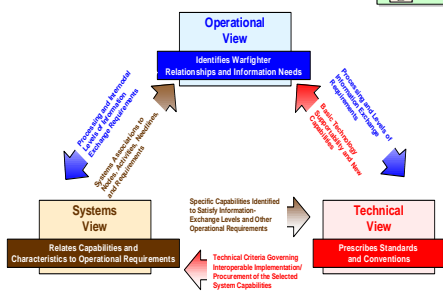 Operational
View
Identifies Warfighter
Relationships and Information Needs
Processing and Internodal
Levels of Information
Exchange Requirements
Systems Associations to
Nodes, Activities, Needlines,
and Requirements
Processing and Levels of
Information Exchange
Requirements
Basic Technology
Supportability and New
Capabilities
Systems
View
Relates Capabilities and
Characteristics to Operational Requirements
Specific Capabilities Identified
to Satisfy Information-
Exchange Levels and Other
Operational Requirements
Technical
View
Prescribes Standards
and Conventions
Technical Criteria Governing
Interoperable Implementation/
Procurement of the Selected
System Capabilities